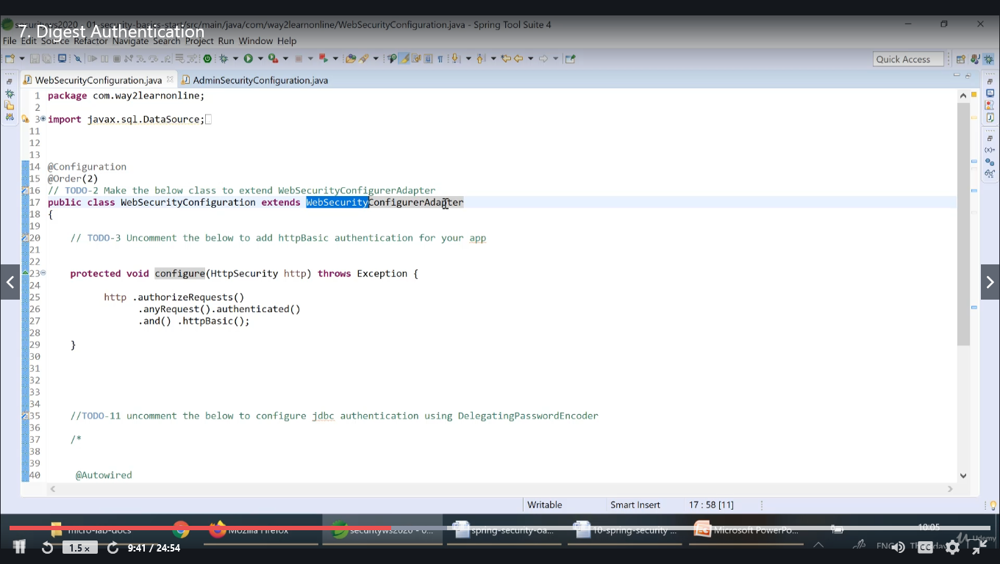 securityws2020 - 01-security-basics-start/src/main/java/com/way2learnonline/WebSecurityConfiguration.java - Spring Tool Suite 4
7. Digest Authentication
File Edit Source Refactor Navigate Search Project Run Window Help
Quick Access
WebSecurityConfiguration.java AdminSecurityConfiguration.java
1 package com.way2learnonline;
2
3 import javax.sql.DataSource;
11
12
13
14 @Configuration
15 @Order(2)
16 // TODO-2 Make the below class to extend WebSecurityConfigurerAdapter
17 public class WebSecurityConfiguration extends WebSecurityConfigurerAdapter
18 {
19
20 // TODO-3 Uncomment the below to add httpBasic authentication for your app
21
22
23 protected void configure(HttpSecurity http) throws Exception {
24
25 http .authorizeRequests()
26 .anyRequest().authenticated()
27 .and() .httpBasic();
28
29 }
30
31
32
33
34
35 //TODO-11 uncomment the below to configure jdbc authentication using DelegatingPasswordEncoder
36
37 /*
38
39
40 @Autowired
Writable Smart Insert 17 : 58 [11]
micro-lab-docs Mozilla Firefox securityws2020 - 0... spring-security-oa... 10-spring-security ... Microsoft PowerPo... 10:05
1.5 x 9:41 / 24:54 ENG CC Udemy